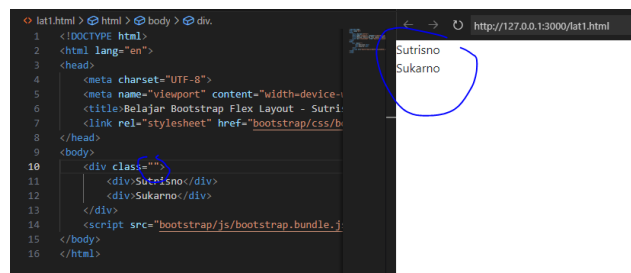 lat1.html > html > body > div.
1 <!DOCTYPE html>
2 <html lang="en">
3 <head>
4 <meta charset="UTF-8">
5 <meta name="viewport" content="width=device-
6 <title>Belajar Bootstrap Flex Layout - Sutri
7 <link rel="stylesheet" href="bootstrap/css/b
8 </head>
9 <body>
10 <div class="">
11 <div>Sutrisno</div>
12 <div>Sukarno</div>
13 </div>
14 <script src="bootstrap/js/bootstrap.bundle.j
15 </body>
16 </html>
http://127.0.0.1:3000/lat1.html
Sutrisno
Sukarno